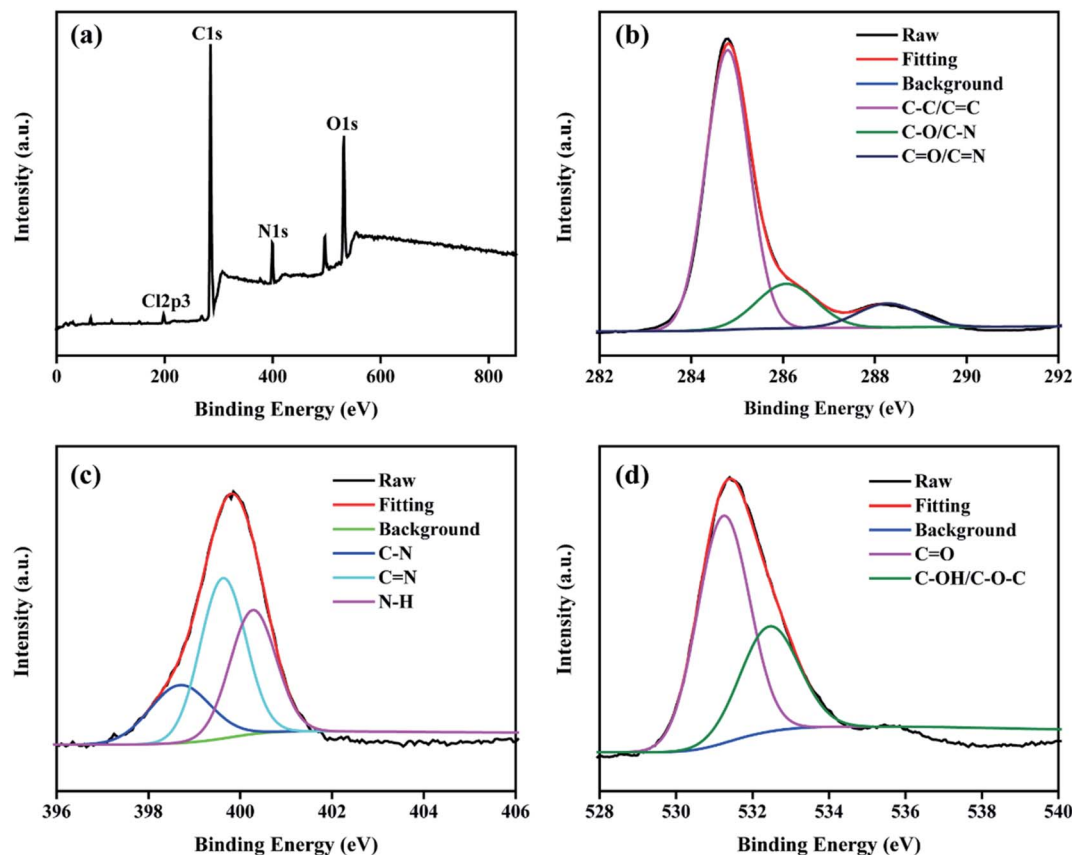 (a)
C1s
O1s
N1s
Cl2p3
Intensity (a.u.)
0 200 400 600 800
Binding Energy (eV)
(b)
Raw
Fitting
Background
C-C/C=C
C-O/C-N
C=O/C=N
Intensity (a.u.)
282 284 286 288 290 292
Binding Energy (eV)
(c)
Raw
Fitting
Background
C-N
C=N
N-H
Intensity (a.u.)
396 398 400 402 404 406
Binding Energy (eV)
(d)
Raw
Fitting
Background
C=O
C-OH/C-O-C
Intensity (a.u.)
528 530 532 534 536 538 540
Binding Energy (eV)